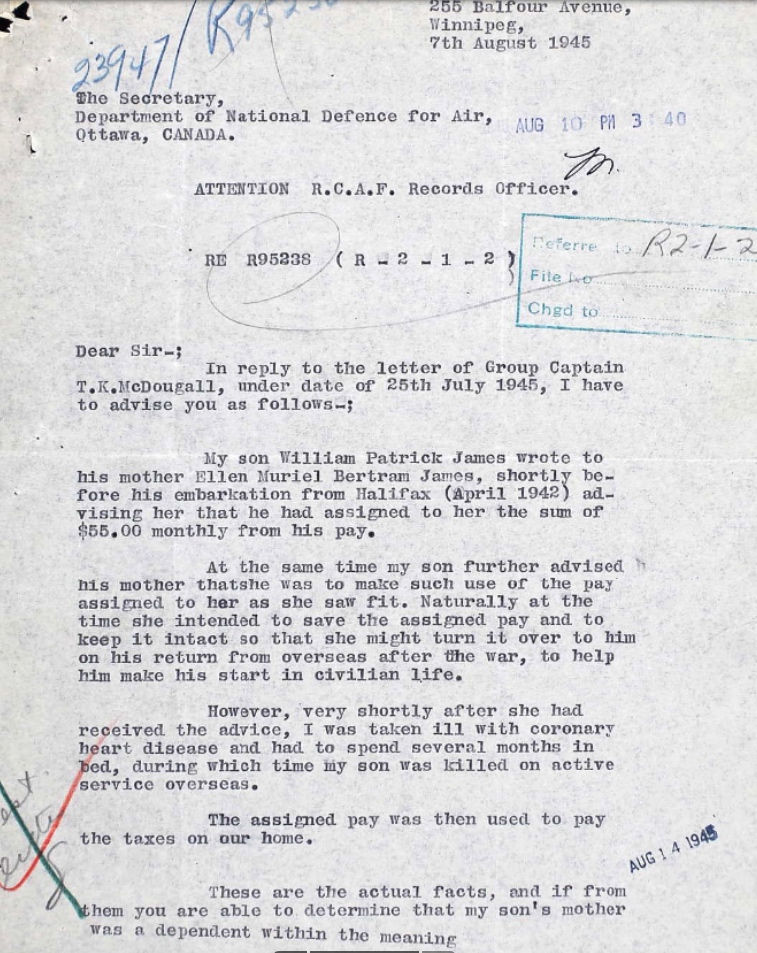 255 Balfour Avenue,
Winnipeg,
7th August 1945
23947/ R95238
The Secretary,
Department of National Defence for Air,
Ottawa, CANADA.
AUG 10 PM 3 40
ATTENTION R.C.A.F. Records Officer.
RE R95238 ( R - 2 - 1 - 2 )
Referred to R2-1-2
File No
Chgd to
Dear Sir-;
In reply to the letter of Group Captain
T.K.McDougall, under date of 25th July 1945, I have
to advise you as follows-;
My son William Patrick James wrote to
his mother Ellen Muriel Bertram James, shortly be-
fore his embarkation from Halifax (April 1942) ad-
vising her that he had assigned to her the sum of
$55.00 monthly from his pay.
At the same time my son further advised
his mother thatshe was to make such use of the pay
assigned to her as she saw fit. Naturally at the
time she intended to save the assigned pay and to
keep it intact so that she might turn it over to him
on his return from overseas after the war, to help
him make his start in civilian life.
However, very shortly after she had
received the advice, I was taken ill with coronary
heart disease and had to spend several months in
bed, during which time my son was killed on active
service overseas.
The assigned pay was then used to pay
the taxes on our home.
AUG 14 1945
These are the actual facts, and if from
them you are able to determine that my son's mother
was a dependent within the meaning